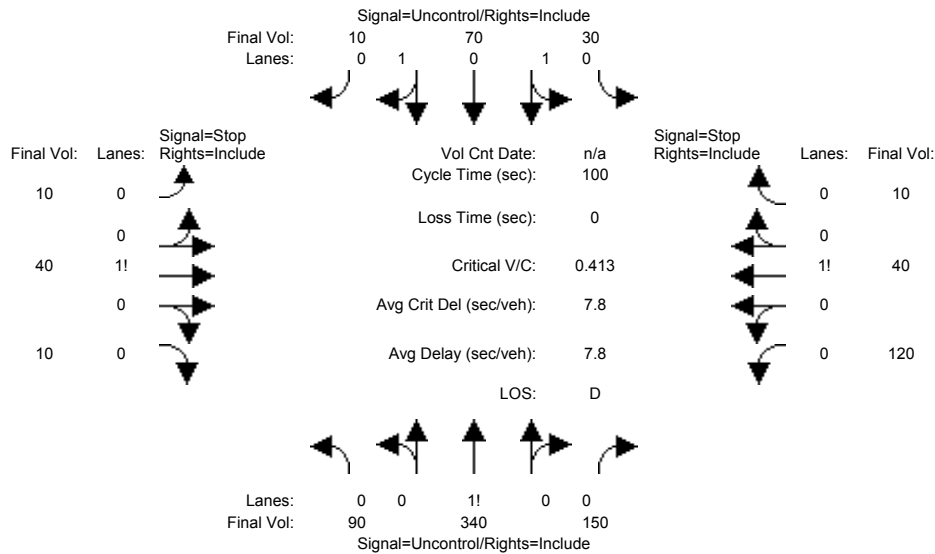 Signal=Uncontrol/Rights=Include
Final Vol: 10 70 30
Lanes: 0 1 0 1 0
Signal=Stop
Final Vol: Lanes: Rights=Include
Vol Cnt Date: n/a
Signal=Stop
Rights=Include Lanes: Final Vol:
Cycle Time (sec): 100
10 0
0 10
Loss Time (sec): 0
0
0
40 1!
Critical V/C: 0.413
1! 40
0
Avg Crit Del (sec/veh): 7.8
0
10 0
Avg Delay (sec/veh): 7.8
0 120
LOS: D
Lanes: 0 0 1! 0 0
Final Vol: 90 340 150
Signal=Uncontrol/Rights=Include